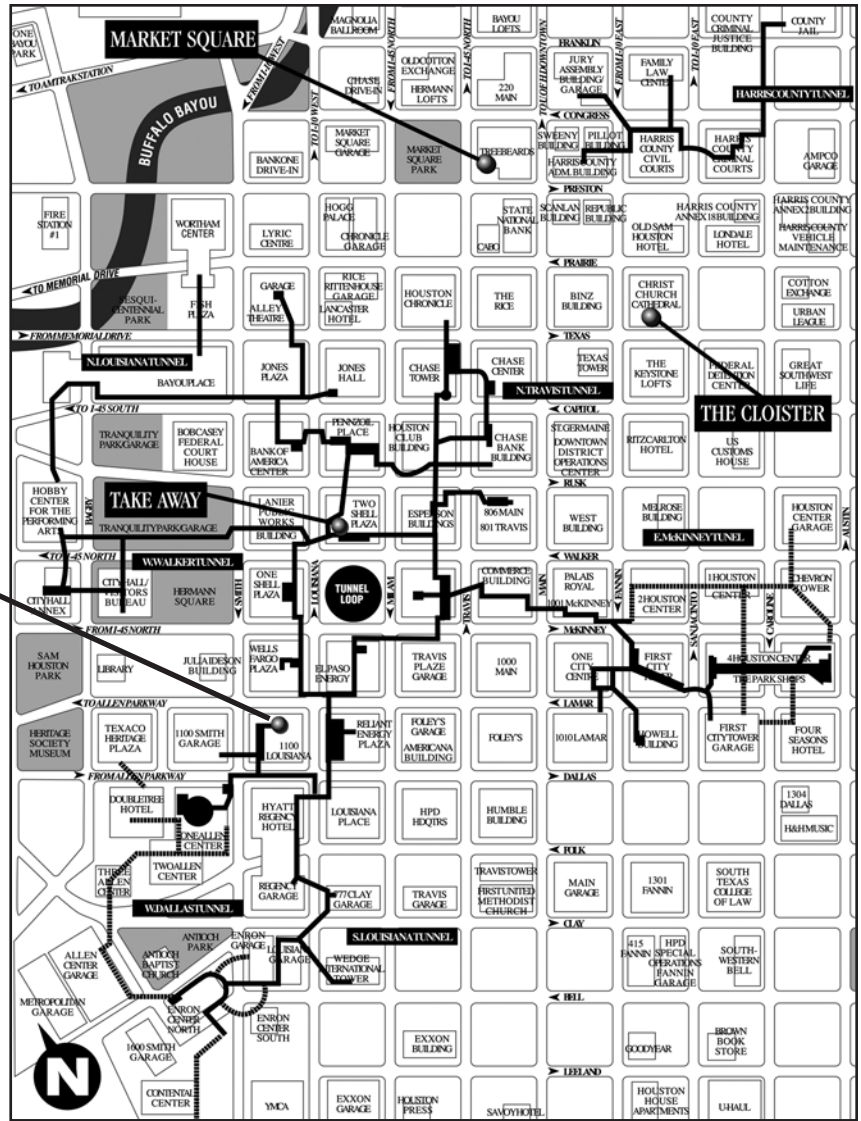 MARKET SQUARE
ONE
BAYOU
PARK
TO AMTRAK STATION
FROM I-45 WEST
BUFFALO BAYOU
TO I-10 WEST
MAGNOLIA
BALLROOM
FROM I-45 NORTH
TO I-45 NORTH
BAYOU
LOFTS
FRANKLIN
FROM I-10 EAST
TO I-10 EAST
COUNTY
CRIMINAL
JUSTICE
BUILDING
COUNTY
JAIL
CHASE
DRIVE-IN
OLD COTTON
EXCHANGE
HERMANN
LOFTS
220
MAIN
JURY
ASSEMBLY
BUILDING/
GARAGE
FAMILY
LAW
CENTER
HARRIS COUNTY TUNNEL
CONGRESS
BANK ONE
DRIVE-IN
MARKET
SQUARE
GARAGE
MARKET
SQUARE
PARK
TREEBEARDS
SWEENY
BUILDING
PILLOT
BUILDING
HARRIS COUNTY
ADM. BUILDING
HARRIS
COUNTY
CIVIL
COURTS
HARRIS
COUNTY
CRIMINAL
COURTS
AMPCO
GARAGE
PRESTON
FIRE
STATION
#1
WORTHAM
CENTER
LYRIC
CENTRE
HOGG
PALACE
CHRONICLE
GARAGE
CABO
STATE
NATIONAL
BANK
SCANLAN
BUILDING
REPUBLIC
BUILDING
OLD SAM
HOUSTON
HOTEL
HARRIS COUNTY
ANNEX 18 BUILDING
LONDALE
HOTEL
HARRIS COUNTY
ANNEX 2 BUILDING
HARRIS COUNTY
VEHICLE
MAINTENANCE
PRAIRIE
TO MEMORIAL DRIVE
SESQUI-
CENTENNIAL
PARK
FISH
PLAZA
GARAGE
ALLEY
THEATRE
RICE
RITTENHOUSE
GARAGE
LANCASTER
HOTEL
HOUSTON
CHRONICLE
THE
RICE
BINZ
BUILDING
CHRIST
CHURCH
CATHEDRAL
COTTON
EXCHANGE
URBAN
LEAGUE
FROM MEMORIAL DRIVE
TEXAS
N. LOUISIANA TUNNEL
BAYOU PLACE
JONES
PLAZA
JONES
HALL
CHASE
TOWER
CHASE
CENTER
TEXAS
TOWER
N. TRAVIS TUNNEL
THE
KEYSTONE
LOFTS
FEDERAL
DETENTION
CENTER
GREAT
SOUTHWEST
LIFE
THE CLOISTER
TO 1-45 SOUTH
CAPITOL
TRANQUILITY
PARK/GARAGE
BOB CASEY
FEDERAL
COURT
HOUSE
BANK OF
AMERICA
CENTER
PENNZOIL
PLACE
HOUSTON
CLUB
BUILDING
CHASE
BANK
BUILDING
ST. GERMAINE
DOWNTOWN
DISTRICT
OPERATIONS
CENTER
RITZ CARLTON
HOTEL
US
CUSTOMS
HOUSE
RUSK
TAKE AWAY
HOBBY
CENTER
FOR THE
PERFORMING
ARTS
BAGBY
TRANQUILITY PARK/GARAGE
LANIER
PUBLIC
WORKS
BUILDING
TWO
SHELL
PLAZA
ESPERSON
BUILDINGS
806 MAIN
801 TRAVIS
WEST
BUILDING
MELROSE
BUILDING
E. McKINNEY TUNEL
HOUSTON
CENTER
GARAGE
AUSTIN
TO 1-45 NORTH
W. WALKER TUNNEL
WALKER
CITY HALL
ANNEX
CITY HALL/
VISITORS
BUREAU
HERMANN
SQUARE
SMITH
ONE
SHELL
PLAZA
LOUISIANA
TUNNEL
LOOP
MILAM
TRAVIS
COMMERCE
BUILDING
MAIN
PALAIS
ROYAL
1001 McKINNEY
FANNIN
2 HOUSTON
CENTER
SAN JACINTO
1 HOUSTON
CENTER
CAROLINE
CHEVRON
TOWER
FROM I-45 NORTH
McKINNEY
SAM
HOUSTON
PARK
LIBRARY
JULIA IDESON
BUILDING
WELLS
FARGO
PLAZA
EL PASO
ENERGY
TRAVIS
PLAZE
GARAGE
1000
MAIN
ONE
CITY
CENTRE
FIRST
CITY
TOWER
4 HOUSTON CENTER
THE PARK SHOPS
TO ALLEN PARKWAY
LAMAR
HERITAGE
SOCIETY
MUSEUM
TEXACO
HERITAGE
PLAZA
1100 SMITH
GARAGE
1100
LOUISIANA
RELIANT
ENERGY
PLAZA
FOLEY'S
GARAGE
AMERICANA
BUILDING
FOLEY'S
1010 LAMAR
HOWELL
BUILDING
FIRST
CITY TOWER
GARAGE
FOUR
SEASONS
HOTEL
FROM ALLEN PARKWAY
DALLAS
DOUBLETREE
HOTEL
ONE ALLEN
CENTER
HYATT
REGENCY
HOTEL
LOUISIANA
PLACE
HPD
HDQTRS
HUMBLE
BUILDING
1304
DALLAS
H&H MUSIC
POLK
THREE
ALLEN
CENTER
TWO ALLEN
CENTER
REGENCY
GARAGE
777 CLAY
GARAGE
TRAVIS
GARAGE
TRAVIS TOWER
FIRST UNITED
METHODIST
CHURCH
MAIN
GARAGE
1301
FANNIN
SOUTH
TEXAS
COLLEGE
OF LAW
W. DALLAS TUNNEL
CLAY
ALLEN
CENTER
GARAGE
ANTIOCH
PARK
ANTIOCH
BAPTIST
CHURCH
ENRON
GARAGE
LOUISIANA
GARAGE
S. LOUISIANA TUNNEL
WEDGE
INTERNATIONAL
TOWER
415
FANNIN
HPD
SPECIAL
OPERATIONS
FANNIN
GARAGE
SOUTH-
WESTERN
BELL
BELL
METROPOLITAN
GARAGE
ENRON
CENTER
NORTH
ENRON
CENTER
SOUTH
1600 SMITH
GARAGE
EXXON
BUILDING
GOODYEAR
BROWN
BOOK
STORE
LEELAND
N
CONTENTAL
CENTER
YMCA
EXXON
GARAGE
HOUSTON
PRESS
SAVOY HOTEL
HOUSTON
HOUSE
APARTMENTS
U-HAUL